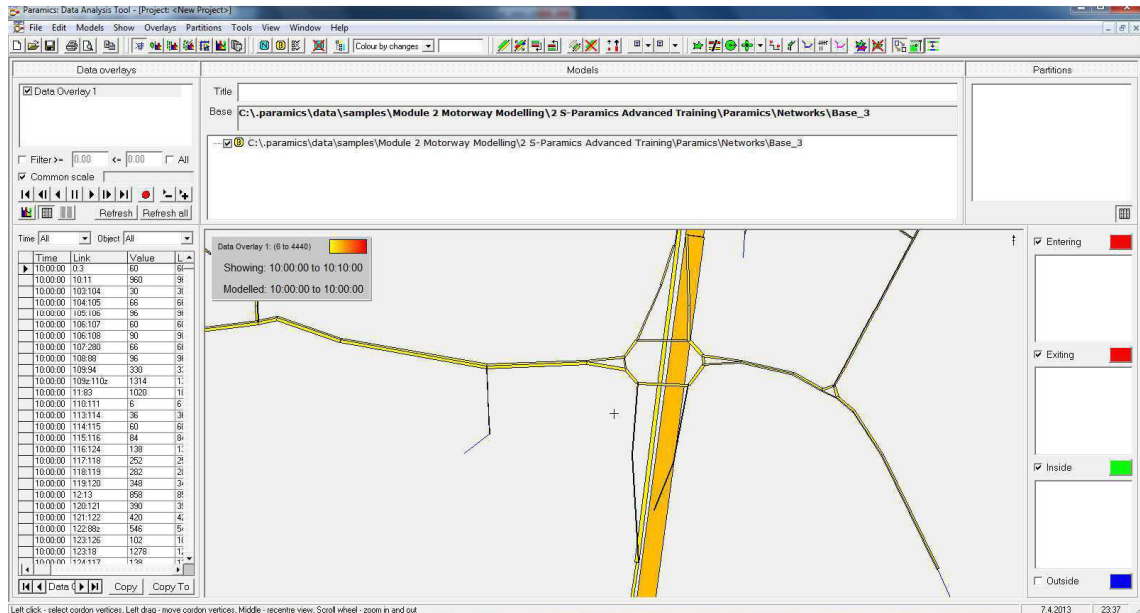 Paramics: Data Analysis Tool - [Project: <New Project>]
File Edit Models Show Overlays Partitions Tools View Window Help
Colour by changes
Data overlays
Models
Partitions
Data Overlay 1
Title
Base C:\.paramics\data\samples\Module 2 Motorway Modelling\2 S-Paramics Advanced Training\Paramics\Networks\Base_3
C:\.paramics\data\samples\Module 2 Motorway Modelling\2 S-Paramics Advanced Training\Paramics\Networks\Base_3
Filter >= 0.00 <= 0.00 All
Common scale
Refresh Refresh all
Time All Object All
Time Link Value L
10:00:00 0:3 60
10:00:00 10:11 960
10:00:00 103:104 30
10:00:00 104:105 66
10:00:00 105:106 96
10:00:00 106:107 60
10:00:00 106:108 90
10:00:00 107:280 66
10:00:00 108:88 96
10:00:00 109:94 330
10:00:00 109z:110z 1314
10:00:00 11:83 1020
10:00:00 110:111 6
10:00:00 113:114 36
10:00:00 114:115 60
10:00:00 115:116 84
10:00:00 116:124 138
10:00:00 117:118 252
10:00:00 118:119 282
10:00:00 119:120 348
10:00:00 12:13 858
10:00:00 120:121 390
10:00:00 121:122 420
10:00:00 122:88z 546
10:00:00 123:126 102
10:00:00 123:18 1278
10:00:00 124:117 138
Data Copy Copy To
Data Overlay 1: (6 to 4440)
Showing: 10:00:00 to 10:10:00
Modelled: 10:00:00 to 10:00:00
Entering
Exiting
Inside
Outside
Left click - select cordon vertices. Left drag - move cordon vertices. Middle - recentre view. Scroll wheel - zoom in and out
7.4.2013 23:37